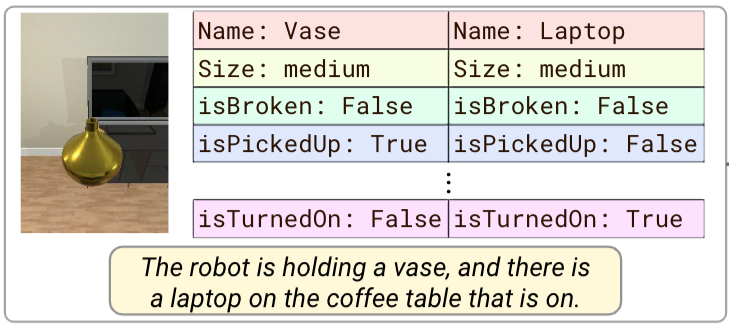 Name: Vase Name: Laptop
Size: medium Size: medium
isBroken: False isBroken: False
isPickedUp: True isPickedUp: False
⋮
isTurnedOn: False isTurnedOn: True
The robot is holding a vase, and there is
a laptop on the coffee table that is on.